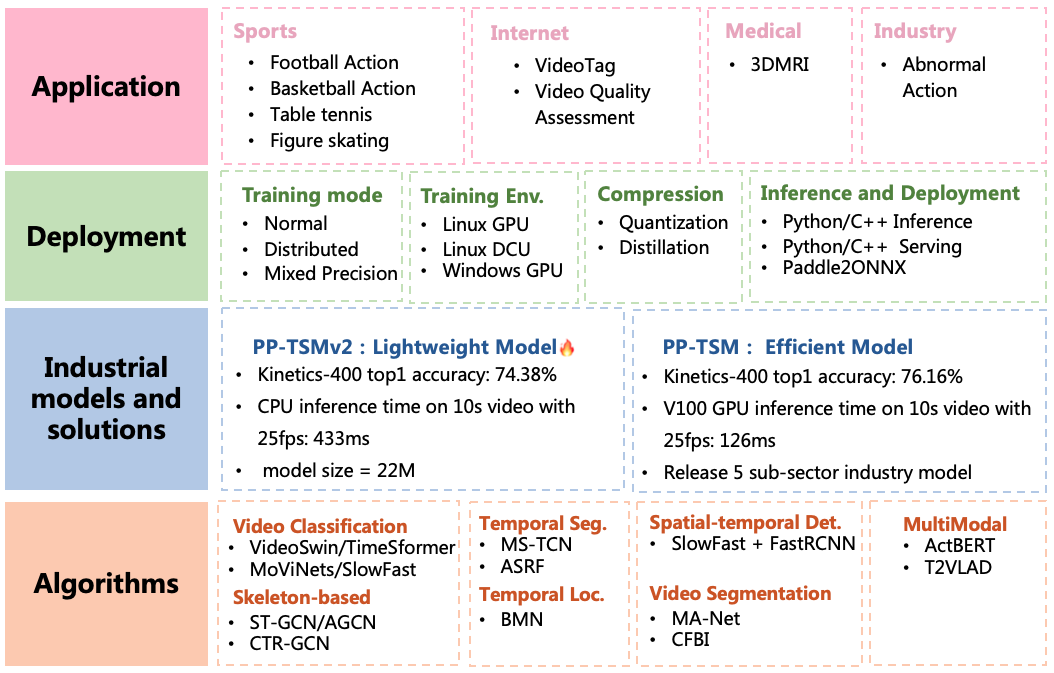 Application
Sports
• Football Action
• Basketball Action
• Table tennis
• Figure skating
Internet
• VideoTag
• Video Quality
Assessment
Medical
• 3DMRI
Industry
• Abnormal
Action
Deployment
Training mode
• Normal
• Distributed
• Mixed Precision
Training Env.
• Linux GPU
• Linux DCU
• Windows GPU
Compression
• Quantization
• Distillation
Inference and Deployment
• Python/C++ Inference
• Python/C++ Serving
• Paddle2ONNX
Industrial
models and
solutions
PP-TSMv2：Lightweight Model🔥
• Kinetics-400 top1 accuracy: 74.38%
• CPU inference time on 10s video with
25fps: 433ms
• model size = 22M
PP-TSM： Efficient Model
• Kinetics-400 top1 accuracy: 76.16%
• V100 GPU inference time on 10s video with
25fps: 126ms
• Release 5 sub-sector industry model
Algorithms
Video Classification
• VideoSwin/TimeSformer
• MoViNets/SlowFast
Skeleton-based
• ST-GCN/AGCN
• CTR-GCN
Temporal Seg.
• MS-TCN
• ASRF
Temporal Loc.
• BMN
Spatial-temporal Det.
• SlowFast + FastRCNN
Video Segmentation
• MA-Net
• CFBI
MultiModal
• ActBERT
• T2VLAD